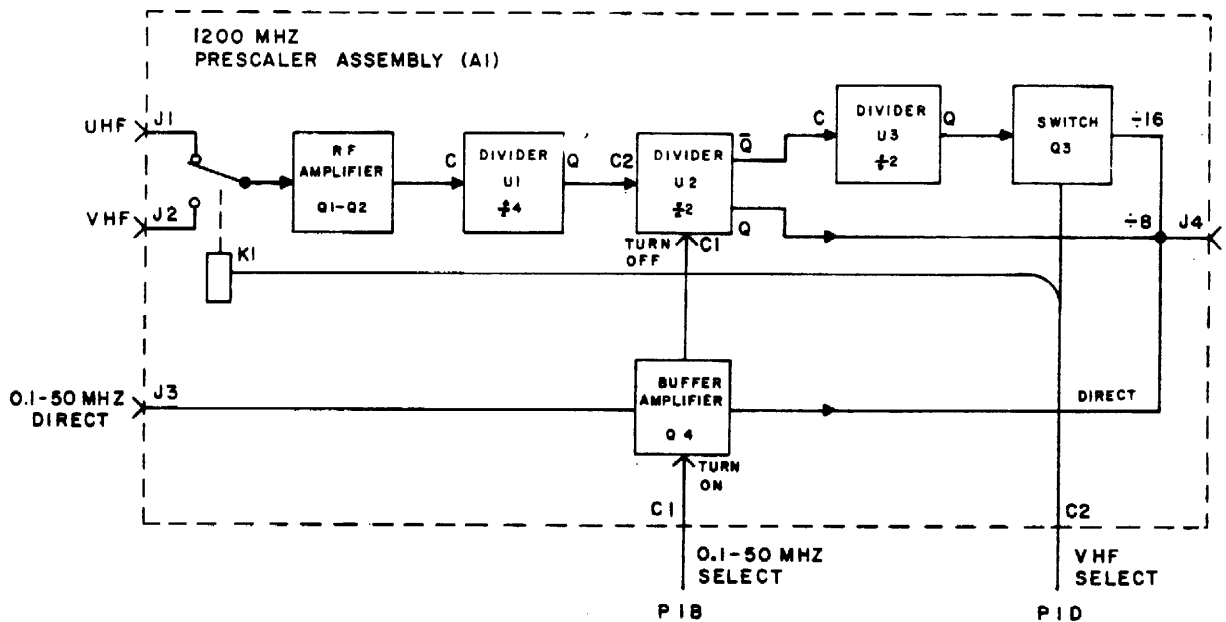 1200 MHZ
PRESCALER ASSEMBLY (A1)
UHF
J1
VHF
J2
K1
RF
AMPLIFIER
Q1-Q2
C
DIVIDER
U1
÷4
Q
C2
DIVIDER
U2
÷2
Q̅
Q
TURN
OFF
C1
C
DIVIDER
U3
÷2
Q
SWITCH
Q3
÷16
÷8
J4
0.1-50 MHZ
DIRECT
J3
BUFFER
AMPLIFIER
Q4
TURN
ON
DIRECT
C1
C2
0.1-50 MHZ
SELECT
P1B
VHF
SELECT
P1D